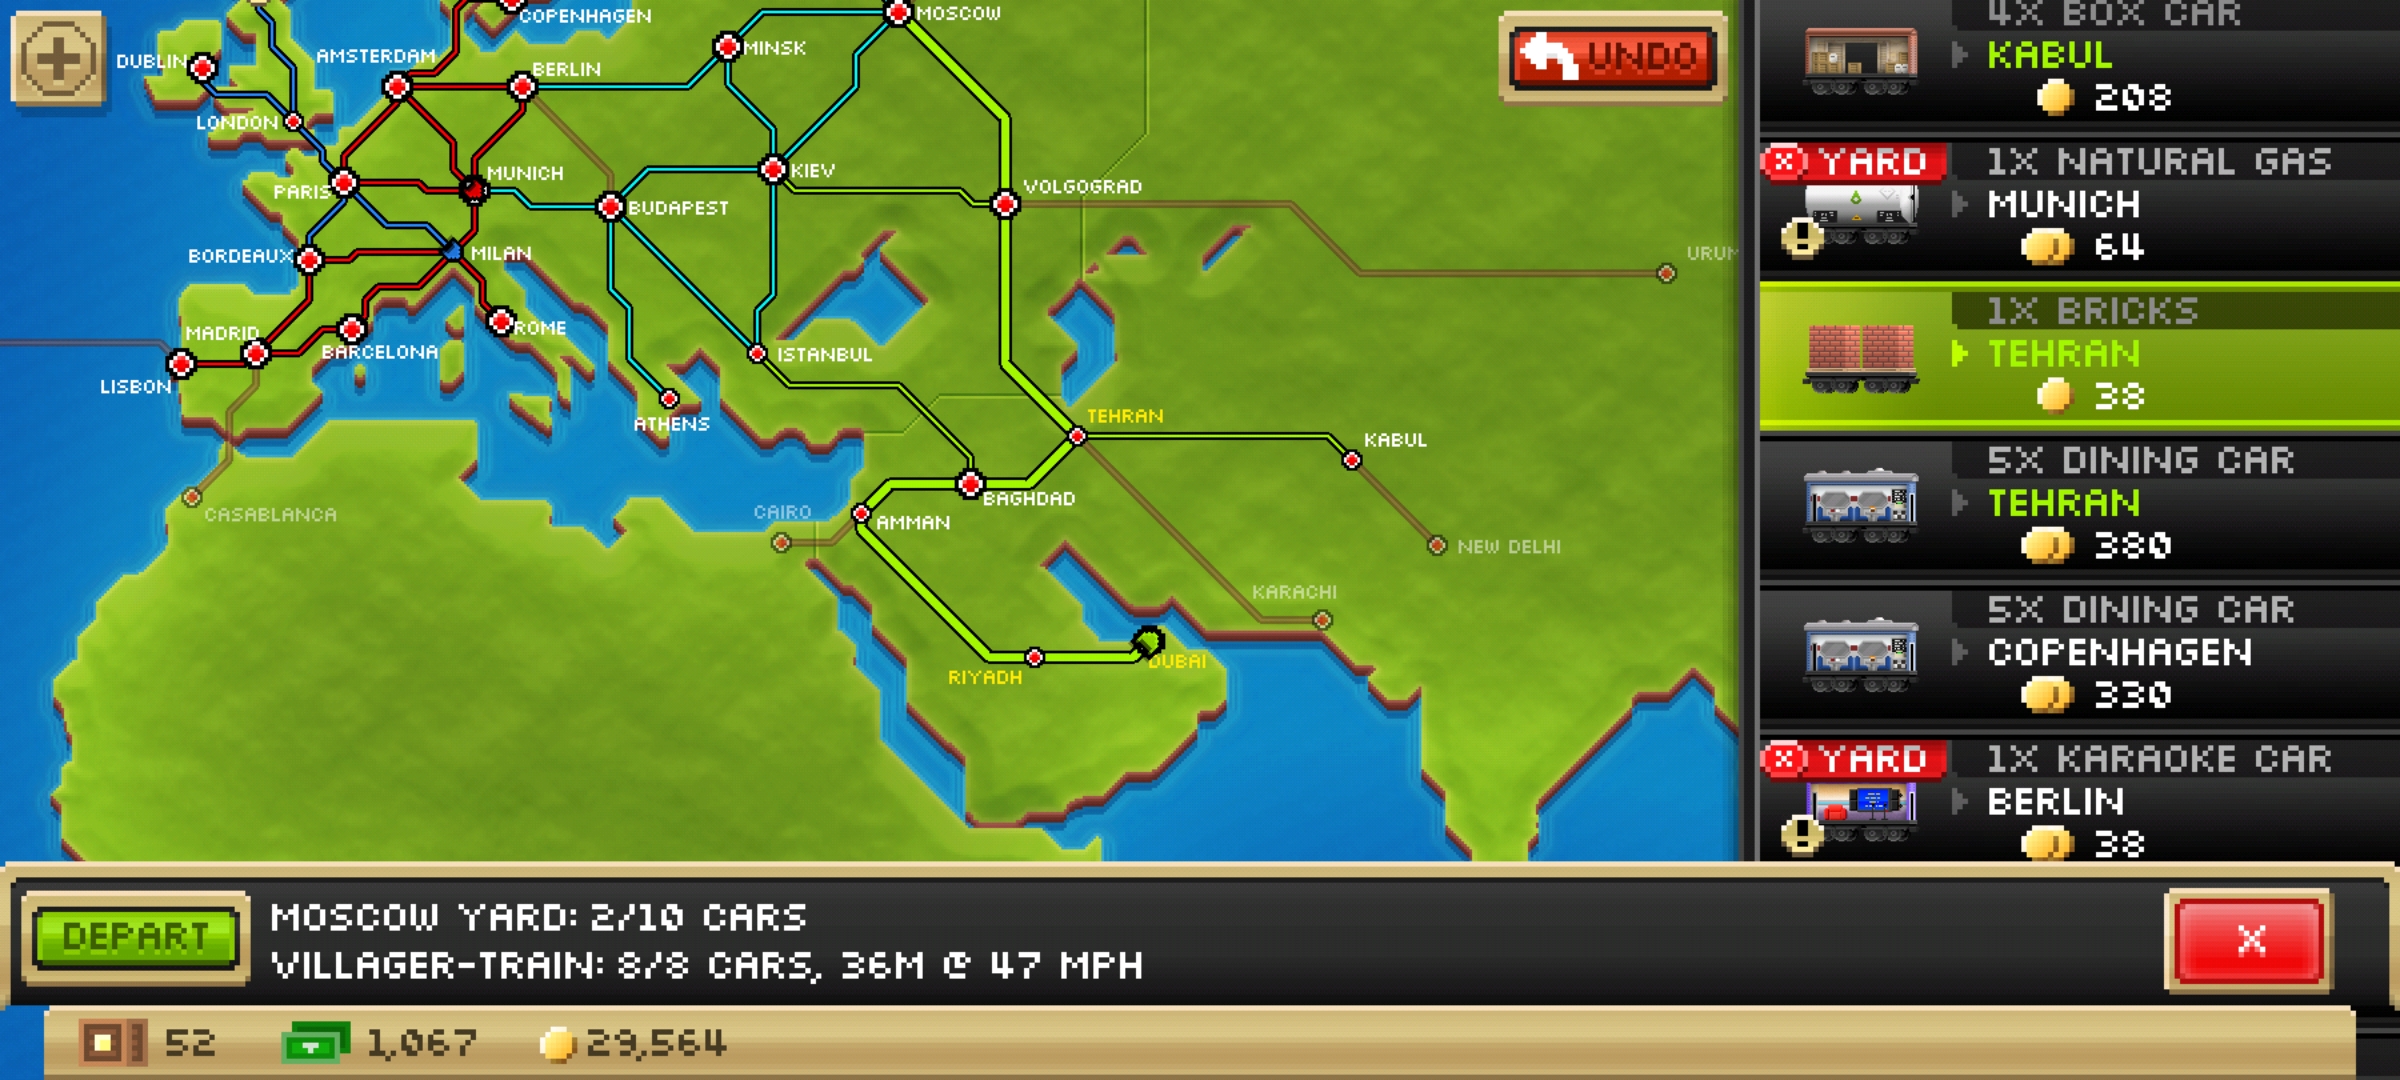 COPENHAGEN
MOSCOW
DUBLIN
AMSTERDAM
MINSK
BERLIN
UNDO
LONDON
KIEV
MUNICH
PARIS
VOLGOGRAD
BUDAPEST
BORDEAUX
MILAN
URUM
MADRID
ROME
BARCELONA
ISTANBUL
LISBON
ATHENS
TEHRAN
KABUL
CASABLANCA
CAIRO
BAGHDAD
AMMAN
NEW DELHI
KARACHI
RIYADH
DUBAI
4X BOX CAR
KABUL
208
YARD
1X NATURAL GAS
MUNICH
64
1X BRICKS
TEHRAN
38
5X DINING CAR
TEHRAN
380
5X DINING CAR
COPENHAGEN
330
YARD
1X KARAOKE CAR
BERLIN
38
DEPART
MOSCOW YARD: 2/10 CARS
VILLAGER-TRAIN: 8/8 CARS, 36M @ 47 MPH
X
52
1,067
29,564